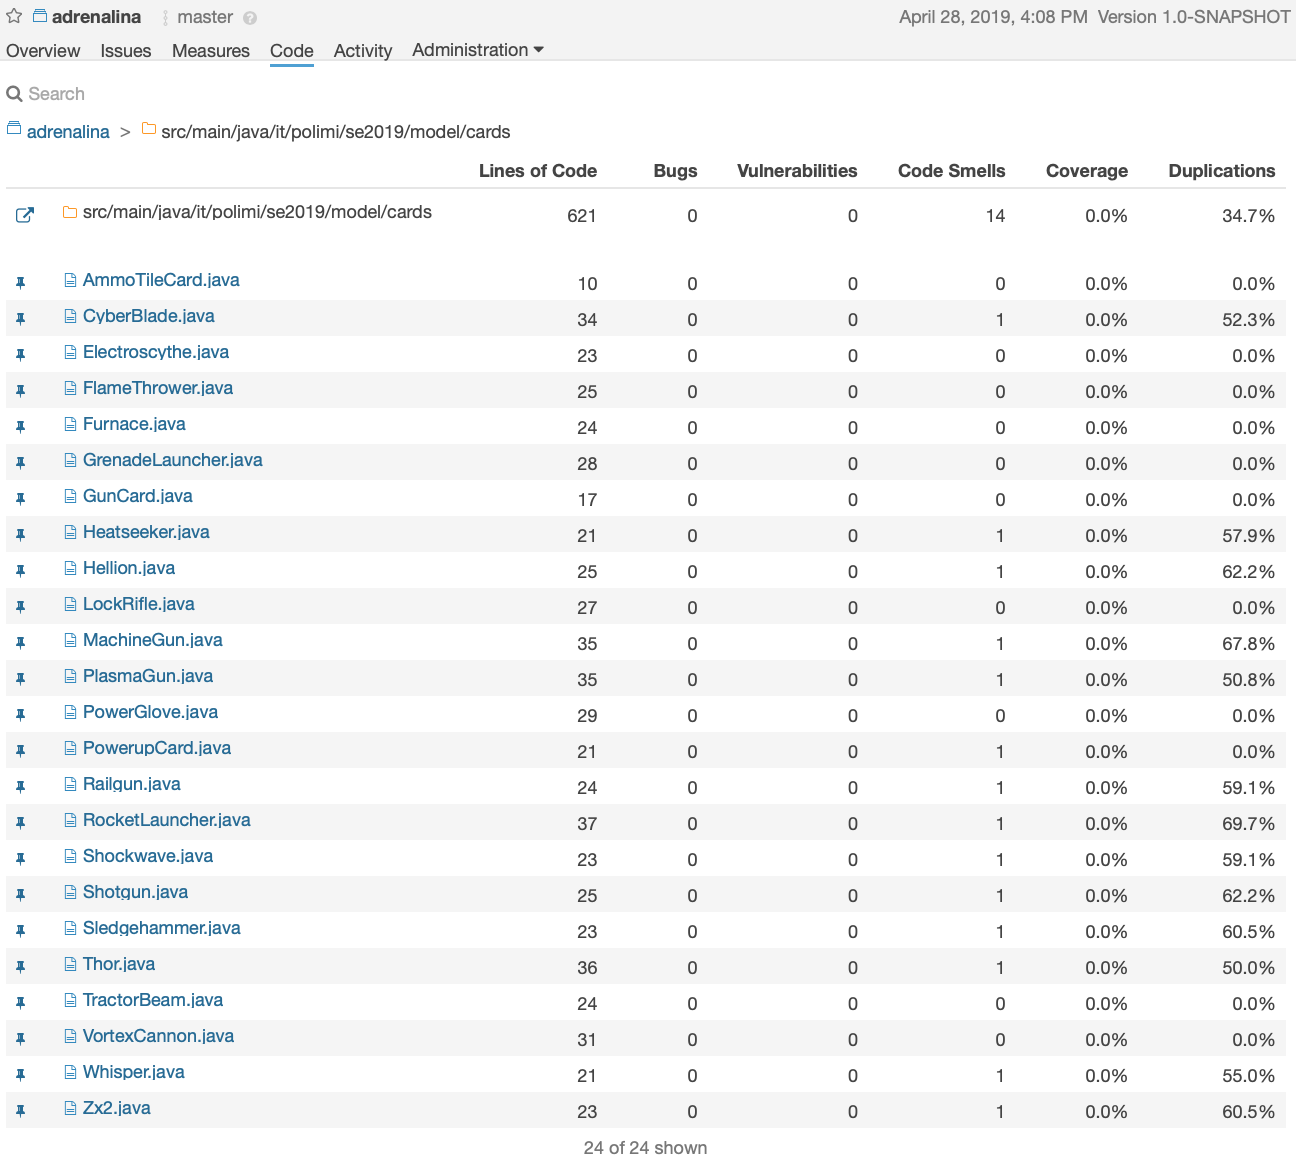 adrenalina master April 28, 2019, 4:08 PM Version 1.0-SNAPSHOT
Overview Issues Measures Code Activity Administration
Search
adrenalina > src/main/java/it/polimi/se2019/model/cards
Lines of Code Bugs Vulnerabilities Code Smells Coverage Duplications
src/main/java/it/polimi/se2019/model/cards 621 0 0 14 0.0% 34.7%
AmmoTileCard.java 10 0 0 0 0.0% 0.0%
CyberBlade.java 34 0 0 1 0.0% 52.3%
Electroscythe.java 23 0 0 0 0.0% 0.0%
FlameThrower.java 25 0 0 0 0.0% 0.0%
Furnace.java 24 0 0 0 0.0% 0.0%
GrenadeLauncher.java 28 0 0 0 0.0% 0.0%
GunCard.java 17 0 0 0 0.0% 0.0%
Heatseeker.java 21 0 0 1 0.0% 57.9%
Hellion.java 25 0 0 1 0.0% 62.2%
LockRifle.java 27 0 0 0 0.0% 0.0%
MachineGun.java 35 0 0 1 0.0% 67.8%
PlasmaGun.java 35 0 0 1 0.0% 50.8%
PowerGlove.java 29 0 0 0 0.0% 0.0%
PowerupCard.java 21 0 0 1 0.0% 0.0%
Railgun.java 24 0 0 1 0.0% 59.1%
RocketLauncher.java 37 0 0 1 0.0% 69.7%
Shockwave.java 23 0 0 1 0.0% 59.1%
Shotgun.java 25 0 0 1 0.0% 62.2%
Sledgehammer.java 23 0 0 1 0.0% 60.5%
Thor.java 36 0 0 1 0.0% 50.0%
TractorBeam.java 24 0 0 0 0.0% 0.0%
VortexCannon.java 31 0 0 0 0.0% 0.0%
Whisper.java 21 0 0 1 0.0% 55.0%
Zx2.java 23 0 0 1 0.0% 60.5%
24 of 24 shown